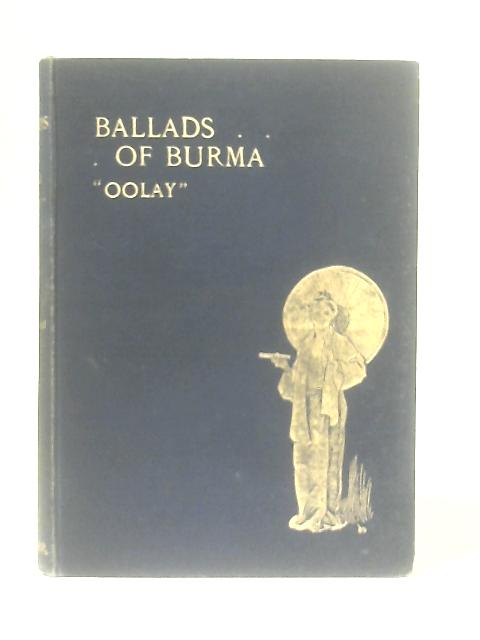 BALLADS . .
. OF BURMA
"OOLAY"